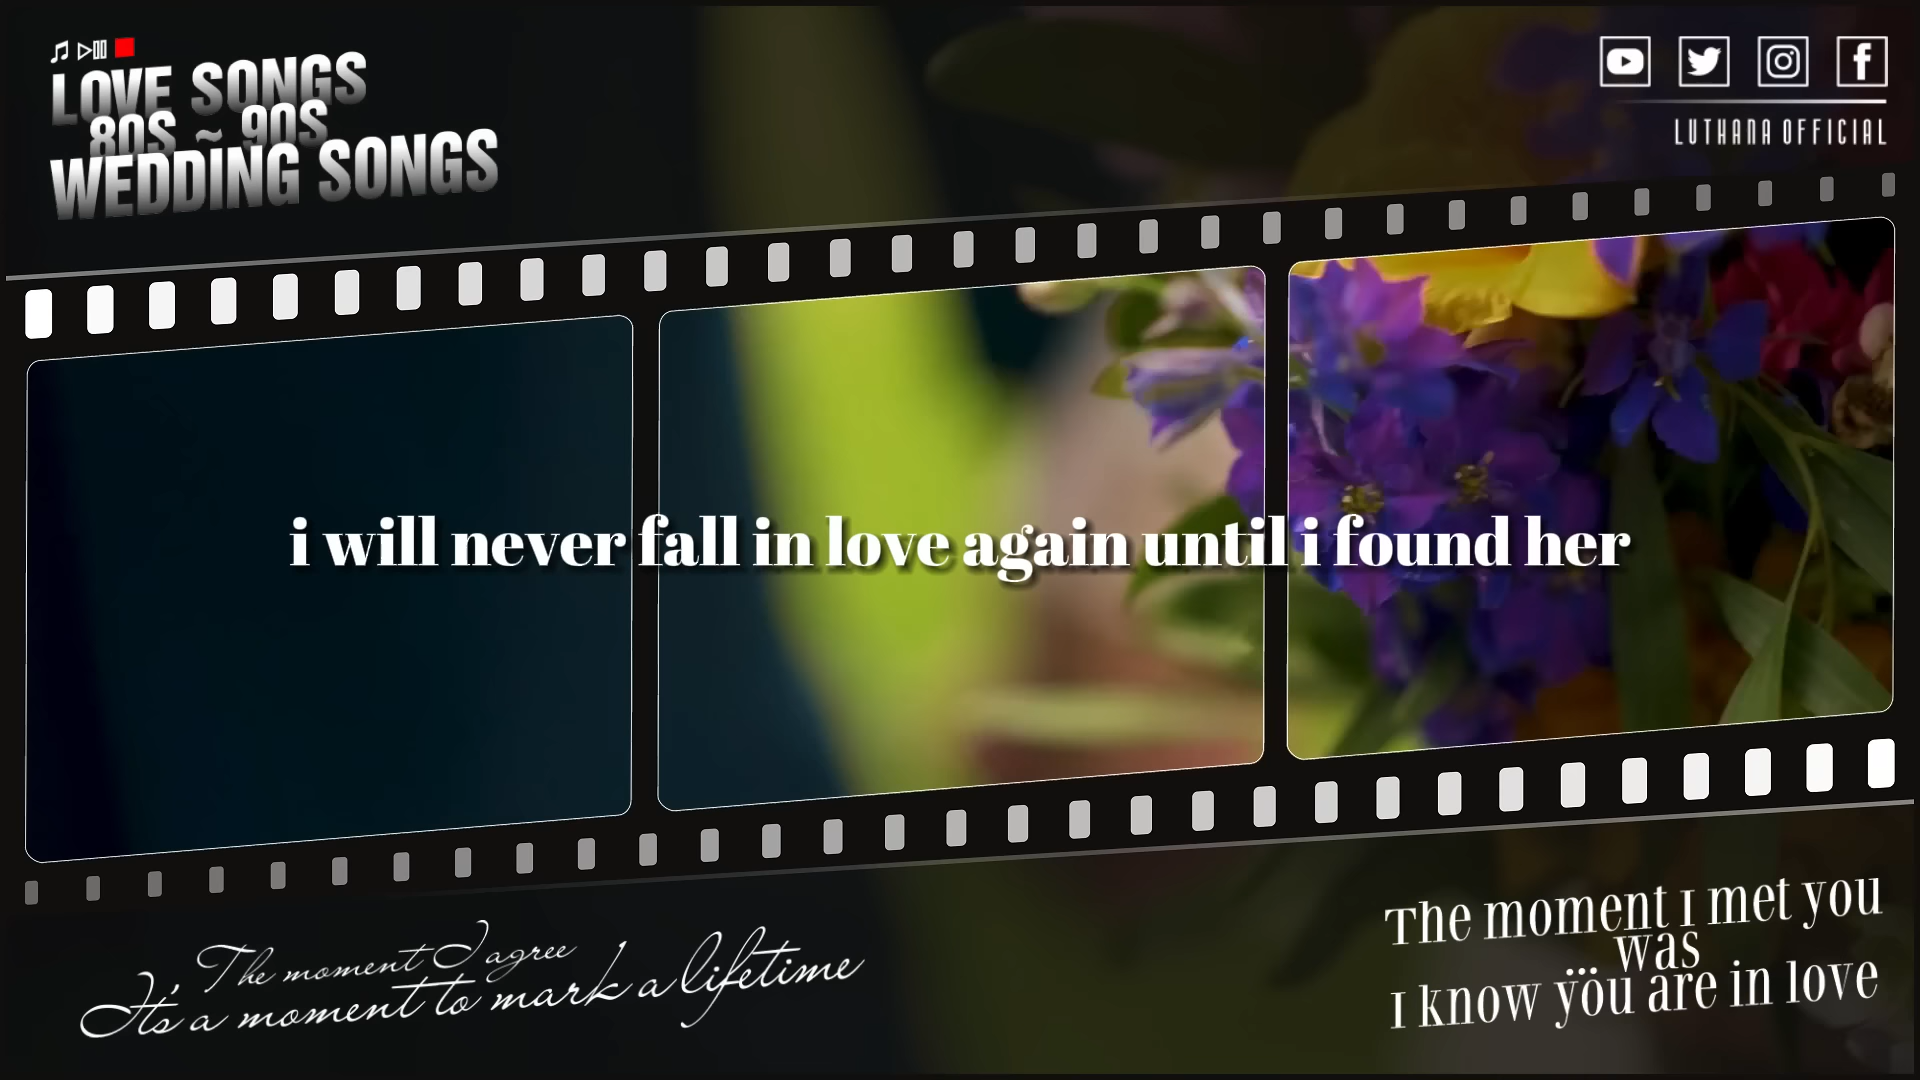 LOVE SONGS
80S ~ 90S
WEDDING SONGS
LUTHANA OFFICIAL
i will never fall in love again until i found her
The moment I agree
It's a moment to mark a lifetime
The moment I met you
was
I know you are in love